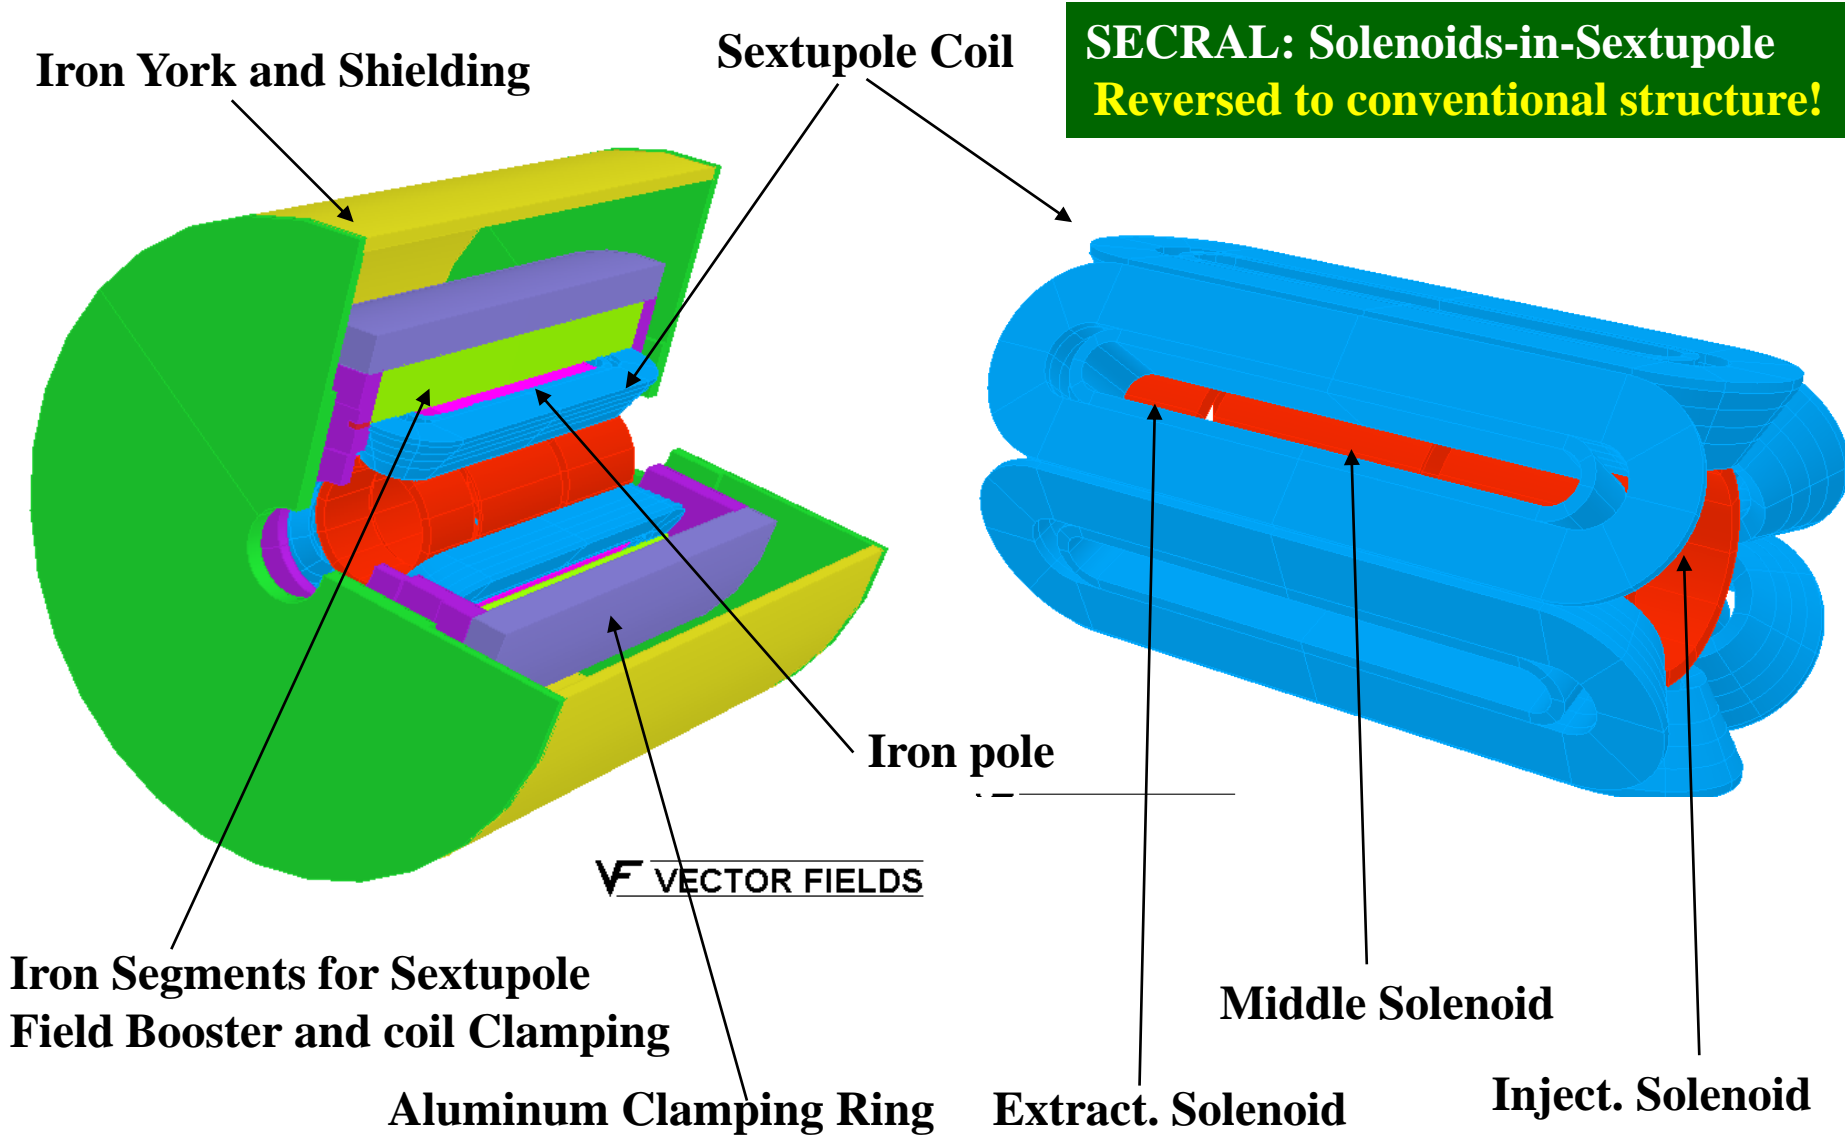 Iron York and Shielding
Sextupole Coil
SECRAL: Solenoids-in-Sextupole
Reversed to conventional structure!
Iron pole
VF VECTOR FIELDS
Iron Segments for Sextupole
Field Booster and coil Clamping
Middle Solenoid
Aluminum Clamping Ring
Extract. Solenoid
Inject. Solenoid